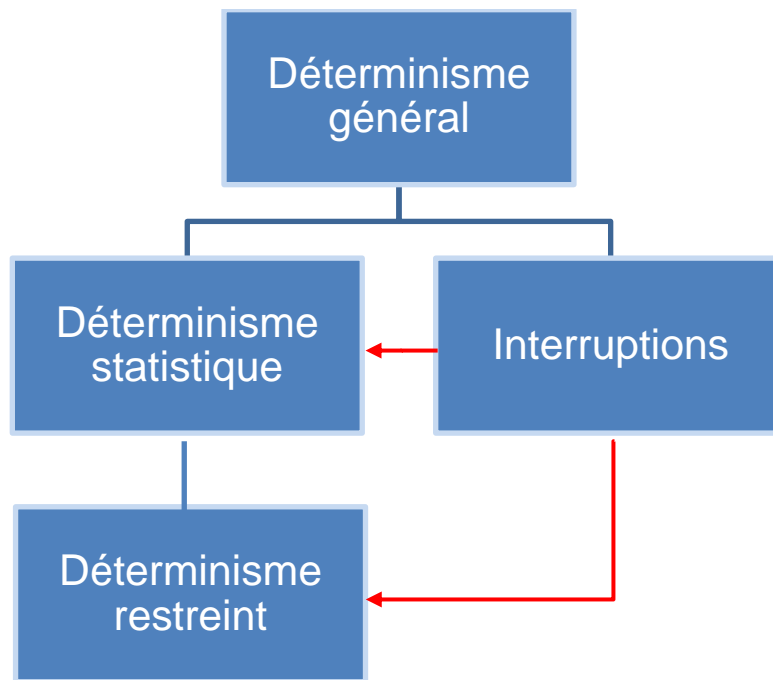 Déterminisme
général
Déterminisme
statistique
Interruptions
Déterminisme
restreint